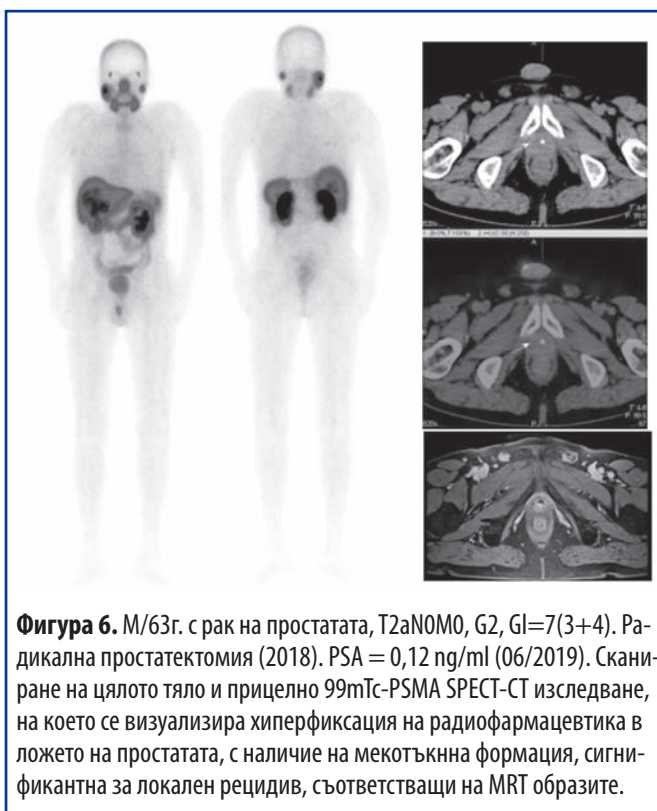 Фигура 6. М/63г. с рак на простатата, T2aN0M0, G2, Gl=7(3+4). Ра-
дикална простатектомия (2018). PSA = 0,12 ng/ml (06/2019). Скани-
ране на цялото тяло и прицелно 99mTc-PSMA SPECT-CT изследване,
на което се визуализира хиперфиксация на радиофармацевтика в
ложето на простатата, с наличие на мекотъкнна формация, сигни-
фикантна за локален рецидив, съответстващи на MRT образите.